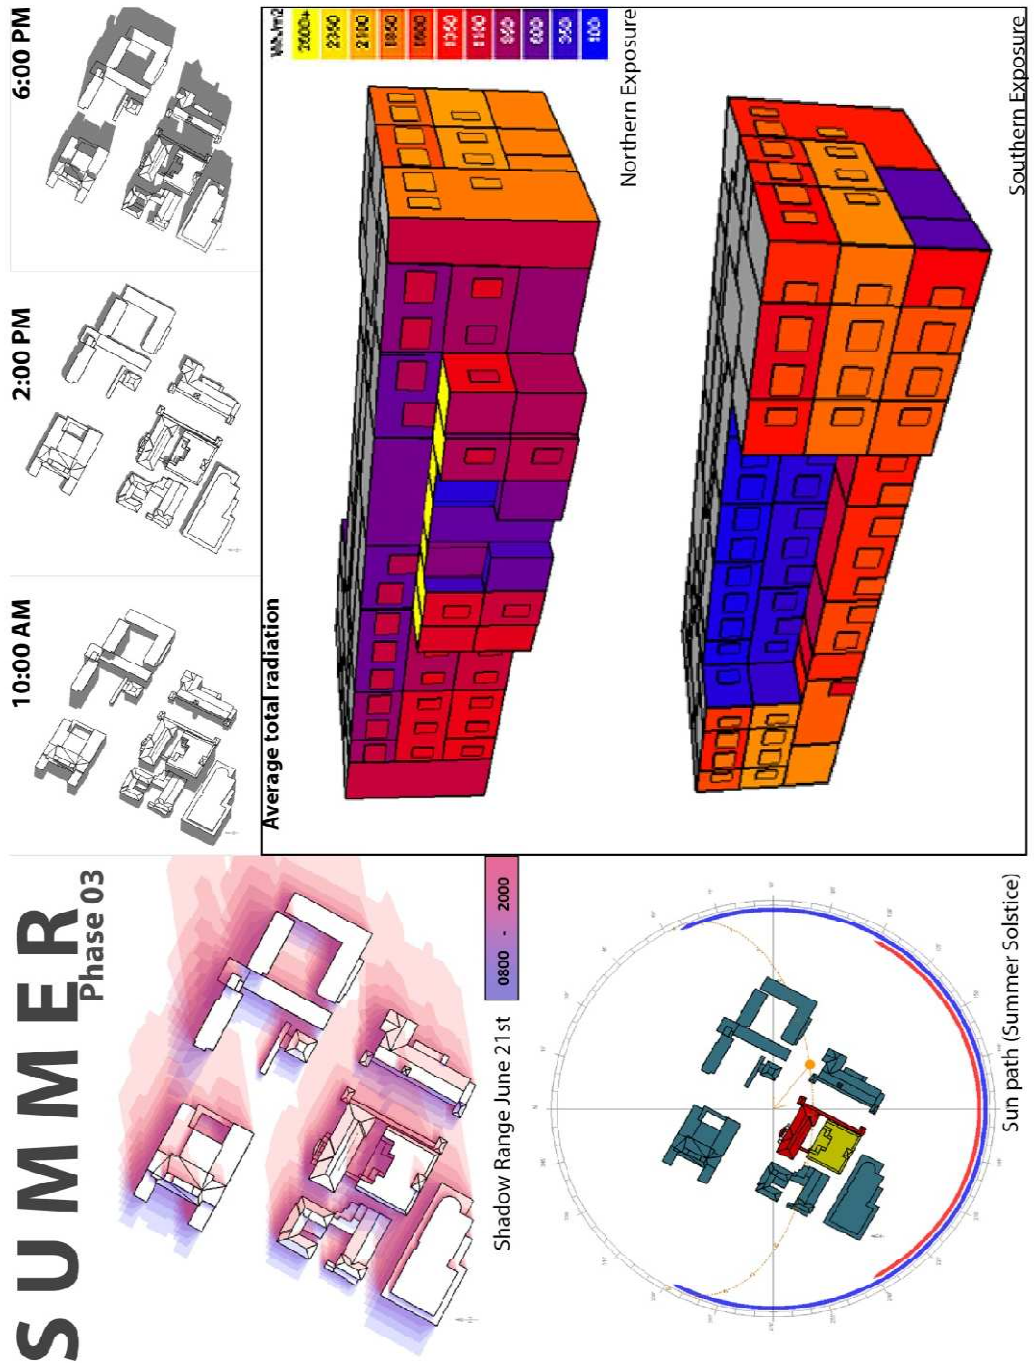 SUMMER
Phase 03
10:00 AM
2:00 PM
6:00 PM
0800 - 2000
Shadow Range June 21st
Average total radiation
Wh/m2
2600+
2350
2100
1850
1600
1350
1100
850
600
350
100
Northern Exposure
Sun path (Summer Solstice)
N
Southern Exposure